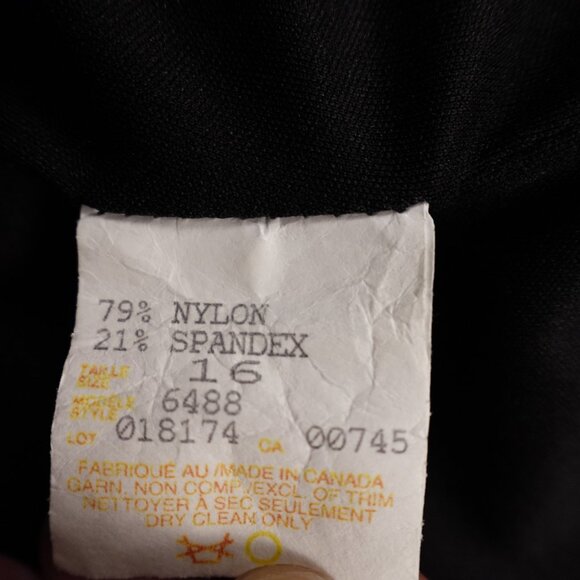 79% NYLON
21% SPANDEX
TAILLE
SIZE 16
MODELE
STYLE 6488
LOT 018174 CA 00745
FABRIQUÉ AU/MADE IN CANADA
GARN. NON COMP./EXCL. OF TRIM
NETTOYER À SEC SEULEMENT
DRY CLEAN ONLY